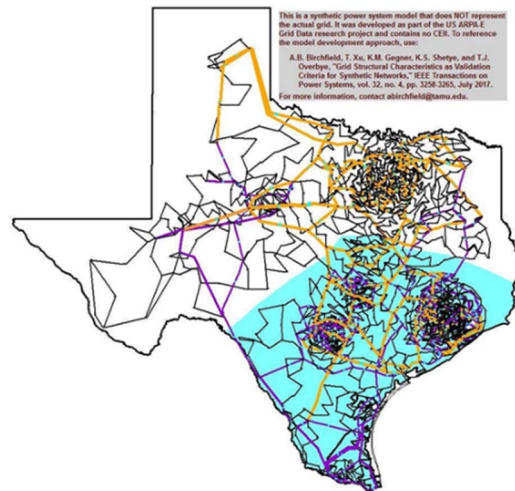 This is a synthetic power system model that does NOT represent
the actual grid. It was developed as part of the US ARPA-E
Grid Data research project and contains no CEII. To reference
the model development approach, use:
A.B. Birchfield, T. Xu, K.M. Gegner, K.S. Shetye, and T.J.
Overbye, "Grid Structural Characteristics as Validation
Criteria for Synthetic Networks," IEEE Transactions on
Power Systems, vol. 32, no. 4, pp. 3258-3265, July 2017.
For more information, contact abirchfield@tamu.edu.